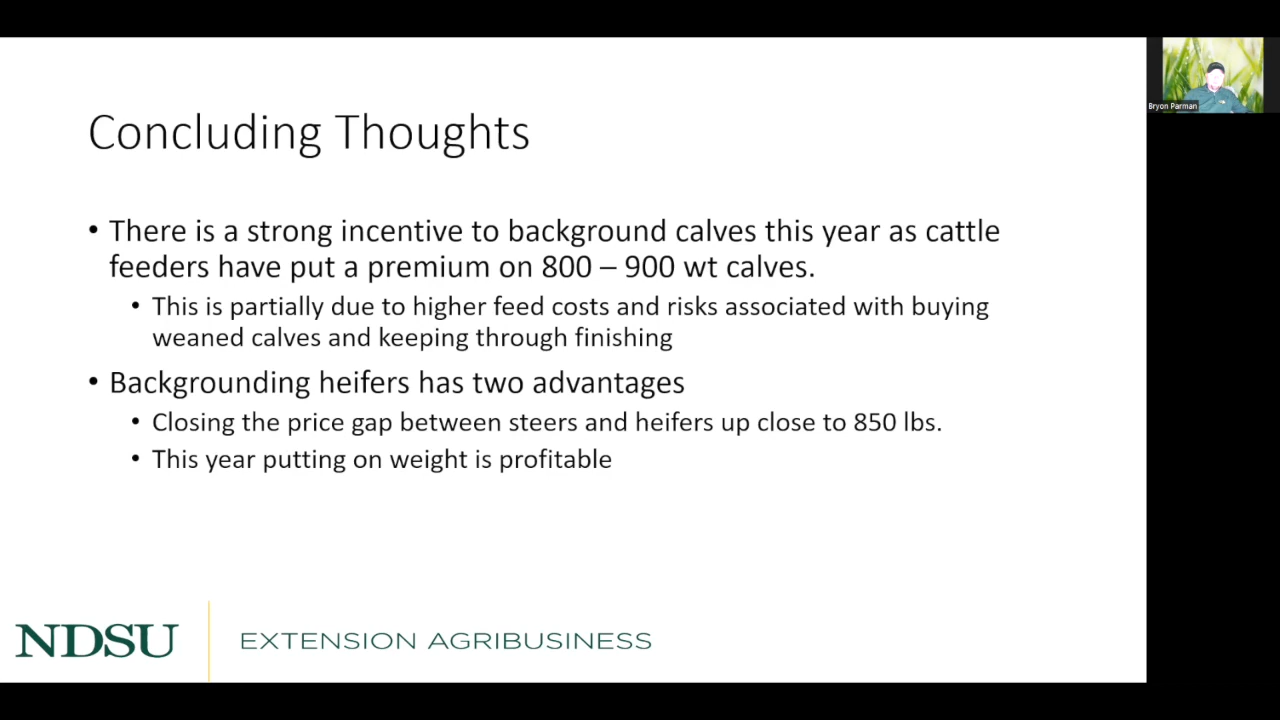 Concluding Thoughts
• There is a strong incentive to background calves this year as cattle
feeders have put a premium on 800 – 900 wt calves.
• This is partially due to higher feed costs and risks associated with buying
weaned calves and keeping through finishing
• Backgrounding heifers has two advantages
• Closing the price gap between steers and heifers up close to 850 lbs.
• This year putting on weight is profitable
NDSU EXTENSION AGRIBUSINESS
Bryon Parman